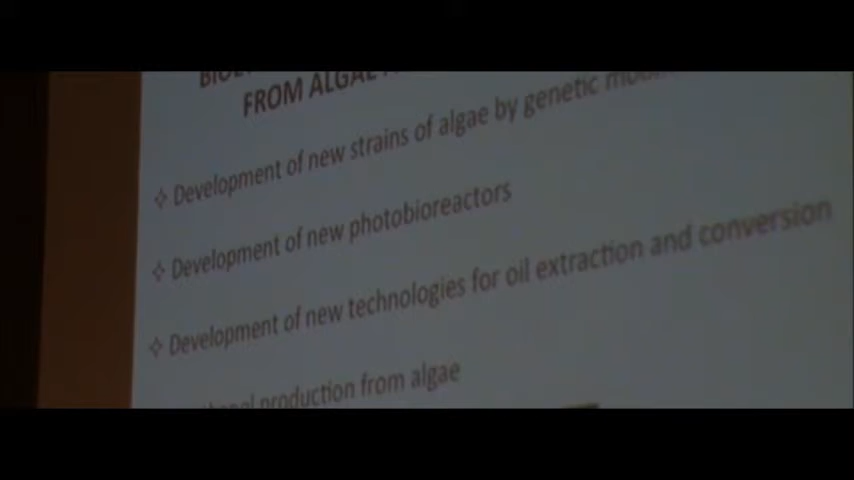 FROM ALGAE
❖ Development of new strains of algae by genetic
❖ Development of new photobioreactors
❖ Development of new technologies for oil extraction and conversion
production from algae